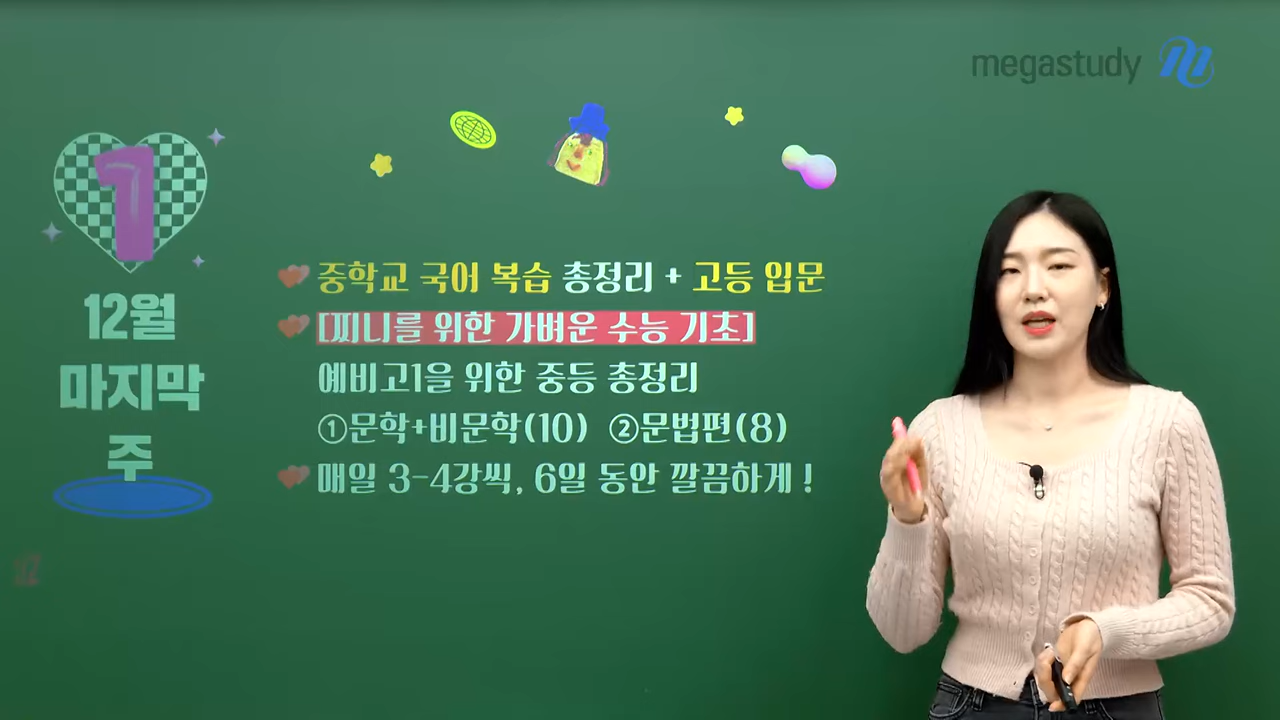 megastudy
1
12월
마지막
주
중학교 국어 복습 총정리 + 고등 입문
[찌니를 위한 가벼운 수능 기초]
예비고1을 위한 중등 총정리
①문학+비문학(10) ②문법편(8)
매일 3-4강씩, 6일 동안 깔끔하게 !